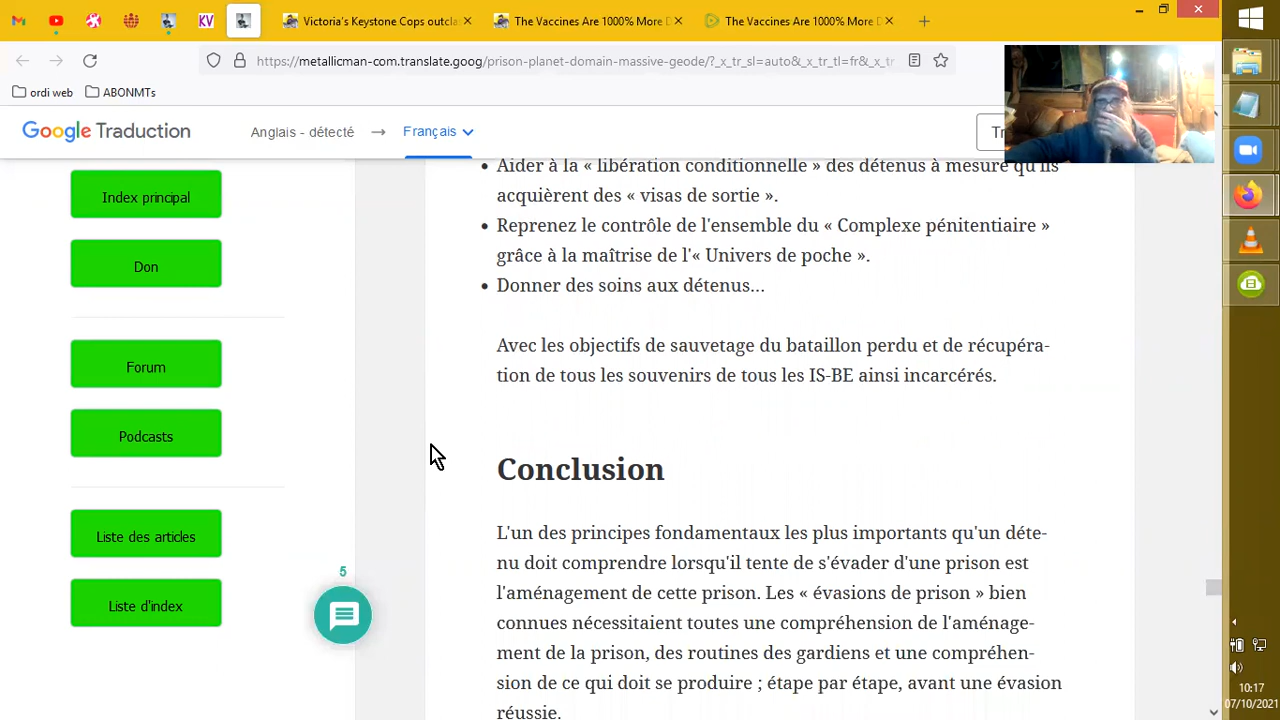 Victoria's Keystone Cops outcla
The Vaccines Are 1000% More D
The Vaccines Are 1000% More D
KV
https://metallicman-com.translate.goog/prison-planet-domain-massive-geode/?_x_tr_sl=auto&_x_tr_tl=fr&_x_tr
ordi web
ABONMTs
Google Traduction
Anglais - détecté
Français
Tr
Index principal
Don
Forum
Podcasts
Liste des articles
Liste d'index
5
Aider à la « libération conditionnelle » des détenus à mesure qu'ils
acquièrent des « visas de sortie ».
Reprenez le contrôle de l'ensemble du « Complexe pénitentiaire »
grâce à la maîtrise de l'« Univers de poche ».
Donner des soins aux détenus...
Avec les objectifs de sauvetage du bataillon perdu et de récupéra-
tion de tous les souvenirs de tous les IS-BE ainsi incarcérés.
Conclusion
L'un des principes fondamentaux les plus importants qu'un déte-
nu doit comprendre lorsqu'il tente de s'évader d'une prison est
l'aménagement de cette prison. Les « évasions de prison » bien
connues nécessitaient toutes une compréhension de l'aménage-
ment de la prison, des routines des gardiens et une compréhen-
sion de ce qui doit se produire ; étape par étape, avant une évasion
réussie.
10:17
07/10/2021